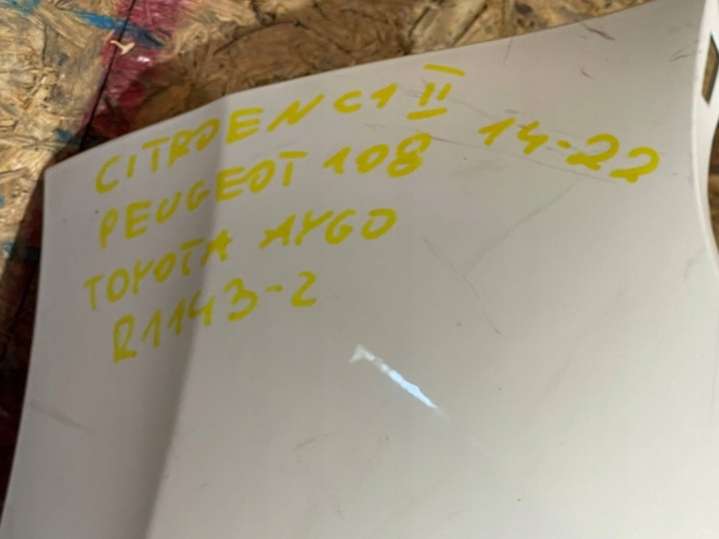 CITROEN C1 II
PEUGEOT 108 14-22
TOYOTA AYGO
R1143-2